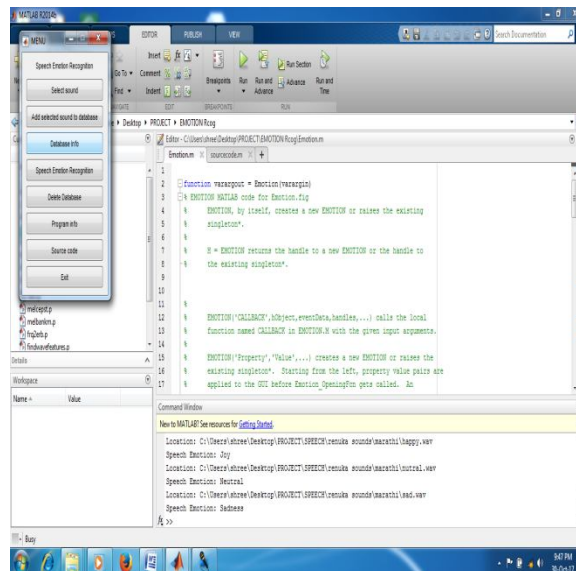 MATLAB R2014b
MENU
EDITOR PUBLISH VIEW
Search Documentation
Speech Emotion Recognition
Select sound
Add selected sound to database
Database Info
Speech Emotion Recognition
Delete Database
Program info
Source code
Exit
Go To
Find
Insert
Comment
Indent
Breakpoints
Run
Run and
Advance
Run Section
Advance
Run and
Time
EDIT
BREAKPOINTS
RUN
Desktop ▸ PROJECT ▸ EMOTION Rcog
Editor - C:\Users\shree\Desktop\PROJECT\EMOTION Rcog\Emotion.m
Emotion.m × sourcecode.m × +
1
2 function varargout = Emotion(varargin)
3 % EMOTION MATLAB code for Emotion.fig
4 % EMOTION, by itself, creates a new EMOTION or raises the existing
5 % singleton*.
6 %
7 % H = EMOTION returns the handle to a new EMOTION or the handle to
8 % the existing singleton*.
9
10
11 %
12 % EMOTION('CALLBACK',hObject,eventData,handles,...) calls the local
13 % function named CALLBACK in EMOTION.M with the given input arguments.
14 %
15 % EMOTION('Property','Value',...) creates a new EMOTION or raises the
16 % existing singleton*. Starting from the left, property value pairs are
17 % applied to the GUI before Emotion_OpeningFcn gets called. An
melcepst.p
melbankm.p
frq2erb.p
findwavefeatures.p
Details
Workspace
Name Value
Command Window
New to MATLAB? See resources for Getting Started.
Location: C:\Users\shree\Desktop\PROJECT\SPEECH\renuka sounds\marathi\happy.wav
Speech Emotion: Joy
Location: C:\Users\shree\Desktop\PROJECT\SPEECH\renuka sounds\marathi\nutral.wav
Speech Emotion: Neutral
Location: C:\Users\shree\Desktop\PROJECT\SPEECH\renuka sounds\marathi\sad.wav
Speech Emotion: Sadness
fx >>
Busy
9:47 PM